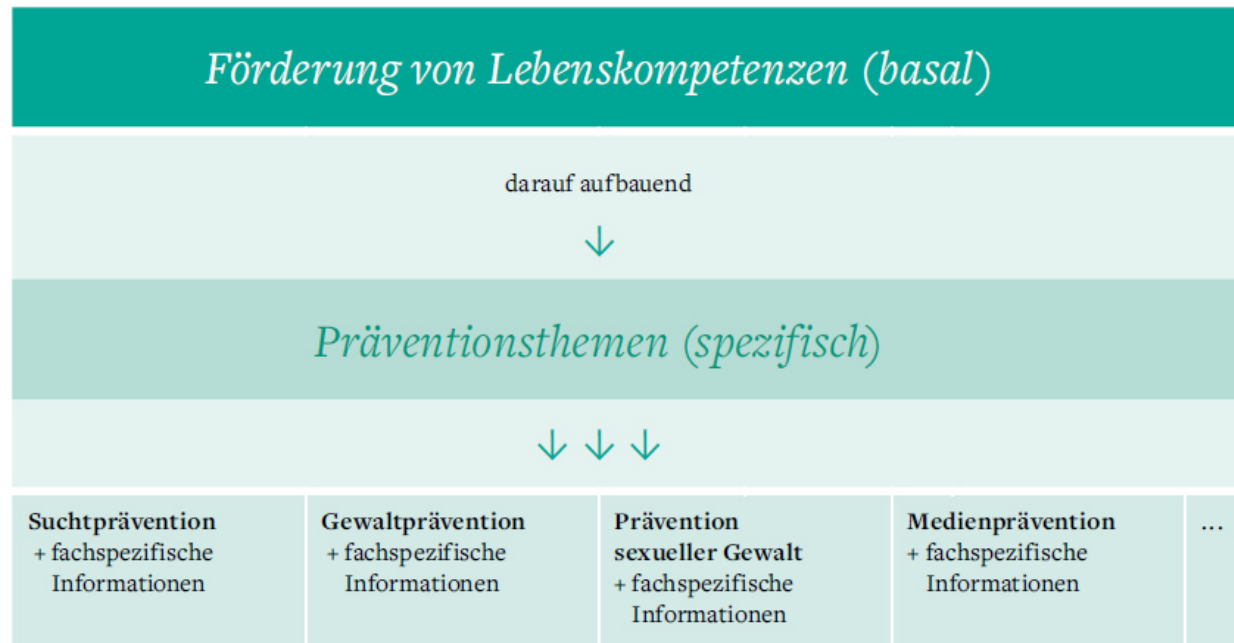 Förderung von Lebenskompetenzen (basal)
darauf aufbauend
↓
Präventionsthemen (spezifisch)
↓ ↓ ↓
Suchtprävention
+ fachspezifische
Informationen
Gewaltprävention
+ fachspezifische
Informationen
Prävention
sexueller Gewalt
+ fachspezifische
Informationen
Medienprävention
+ fachspezifische
Informationen
...